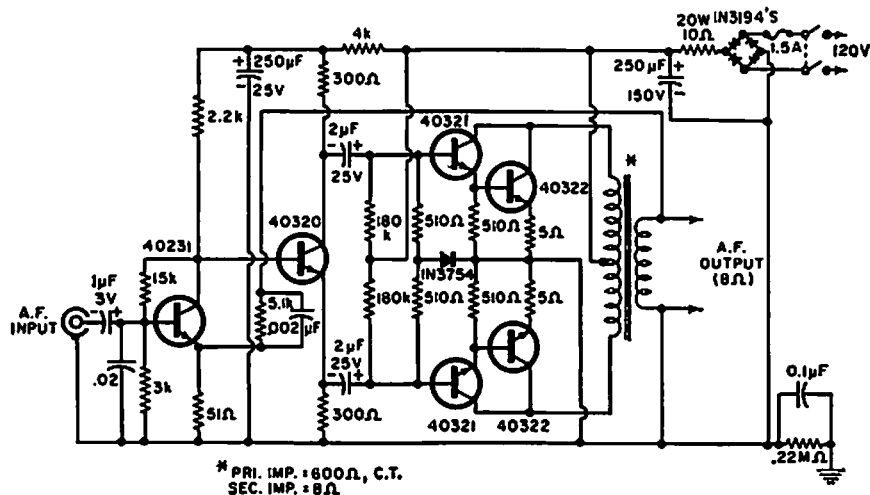 20W
10Ω
1N3194'S
1.5A
120V
4k
+
250μF
-
25V
300Ω
250μF
+
150V
-
2.2k
2μF
-
+
25V
40321
*
40322
180
k
510Ω
510Ω
5Ω
40320
40231
1N3754
A.F.
OUTPUT
(8Ω)
1μF
3V
-
+
15k
5.1k
.002μF
180k
510Ω
510Ω
5Ω
A.F.
INPUT
2μF
25V
-
+
.02
3k
51Ω
300Ω
40321
40322
0.1μF
.22MΩ
* PRI. IMP. = 600Ω, C.T.
SEC. IMP. = 8Ω